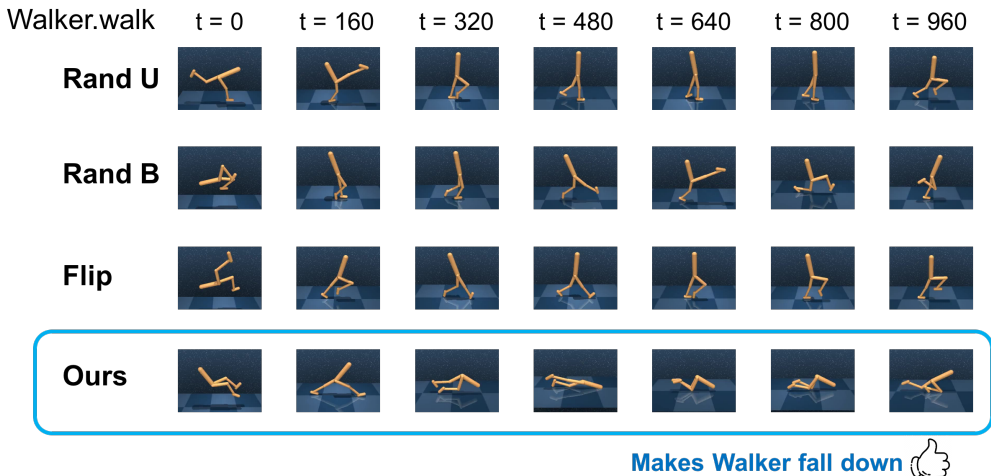 Walker.walk t = 0 t = 160 t = 320 t = 480 t = 640 t = 800 t = 960
Rand U
Rand B
Flip
Ours
Makes Walker fall down